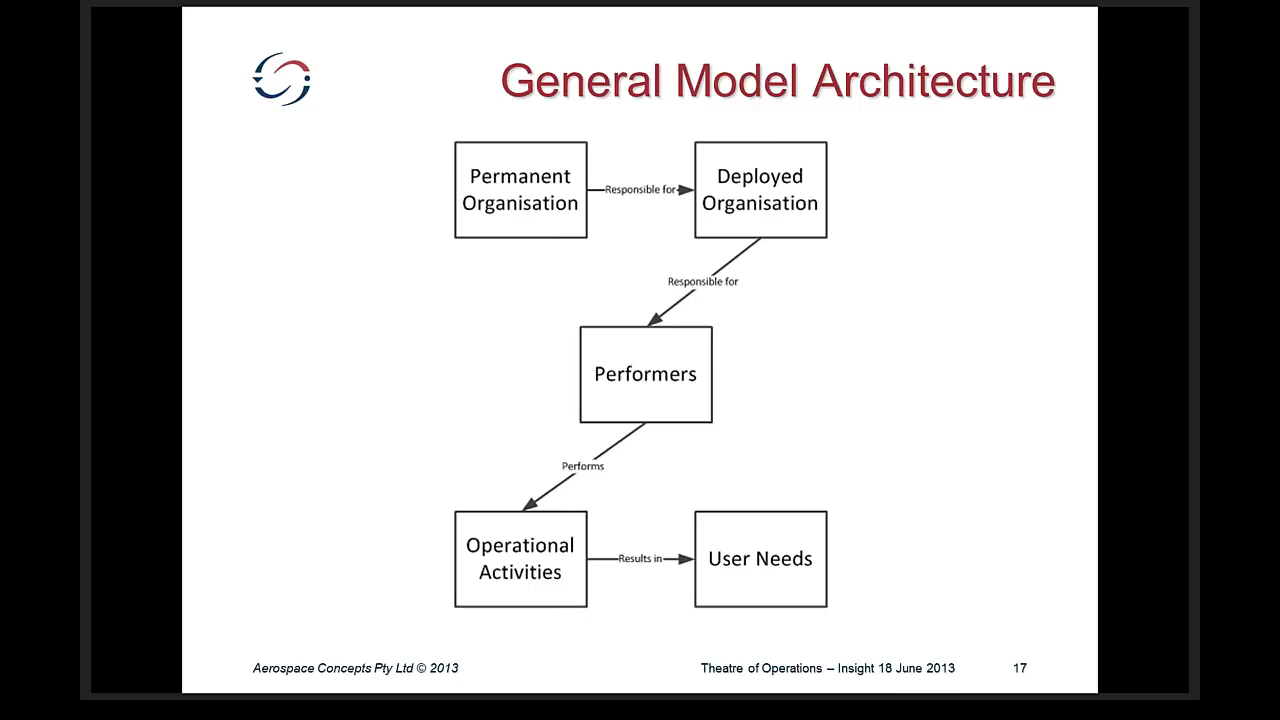 General Model Architecture
Permanent
Organisation
Responsible for
Deployed
Organisation
Responsible for
Performers
Performs
Operational
Activities
Results in
User Needs
Aerospace Concepts Pty Ltd © 2013
Theatre of Operations – Insight 18 June 2013
17